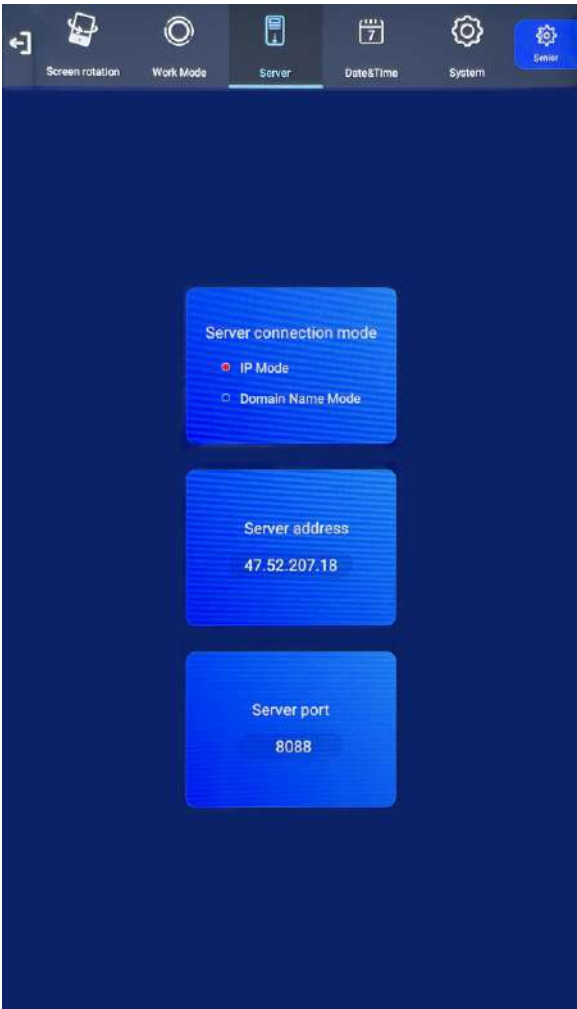 Screen rotation
Work Mode
7
Server
Date&Time
System
Senior
Server connection mode
IP Mode
Domain Name Mode
Server address
47.52.207.18
Server port
8088